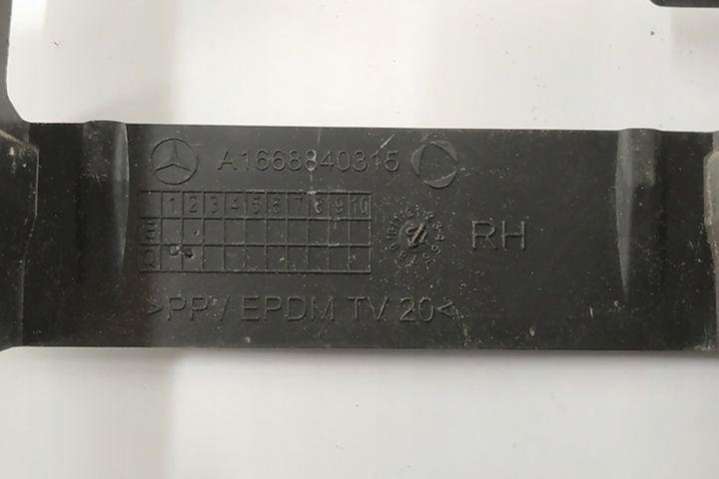 A1668840315
1 2 3 4 5 6 7 8 9 10
RH
>PP / EPDM TV 20<